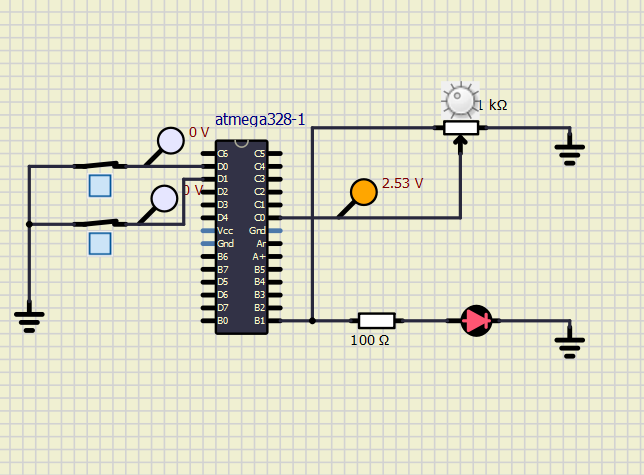 1 kΩ
atmega328-1
0 V
C6 C5
D0 C4
D1 C3
0 V
D2 C2
D3 C1
D4 C0
2.53 V
Vcc Gnd
Gnd Ar
B6 A+
B7 B5
D5 B4
D6 B3
D7 B2
B0 B1
100 Ω